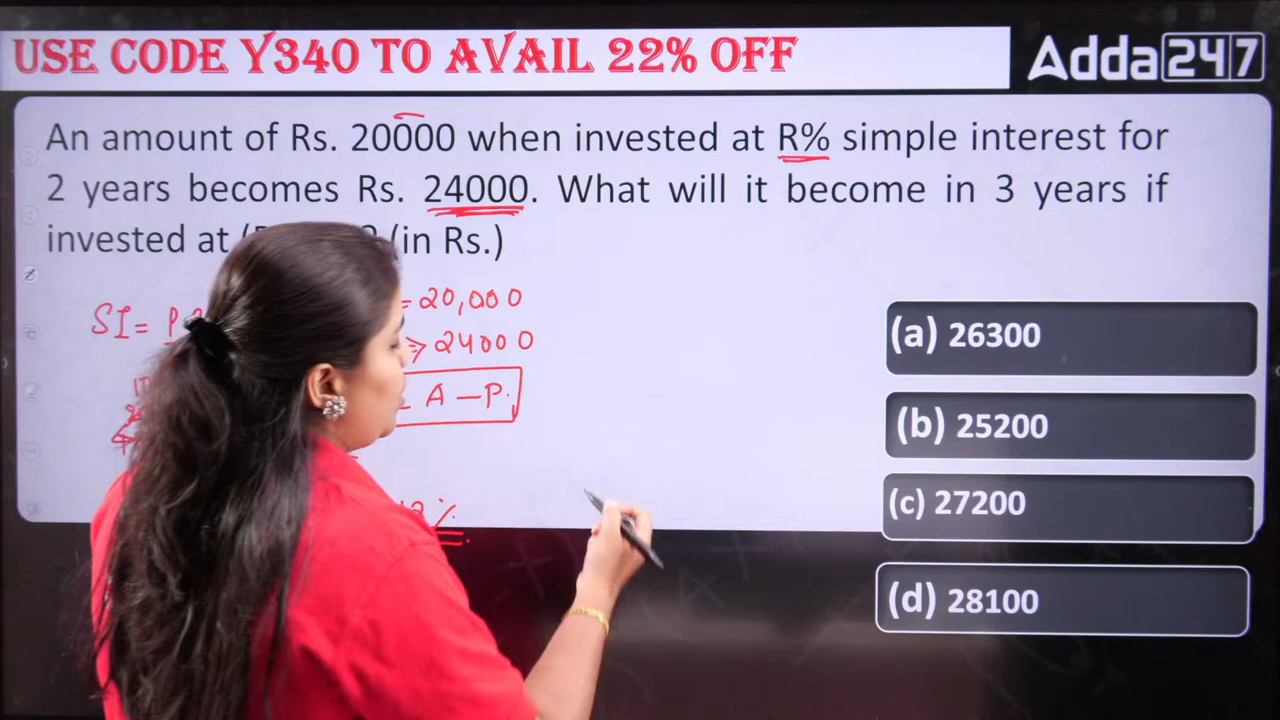 USE CODE Y340 TO AVAIL 22% OFF
Adda247
An amount of Rs. 20000 when invested at R% simple interest for
2 years becomes Rs. 24000. What will it become in 3 years if
invested at (in Rs.)
SI = P
= 20,000
⇒ 24000
A – P.
(a) 26300
(b) 25200
(c) 27200
(d) 28100